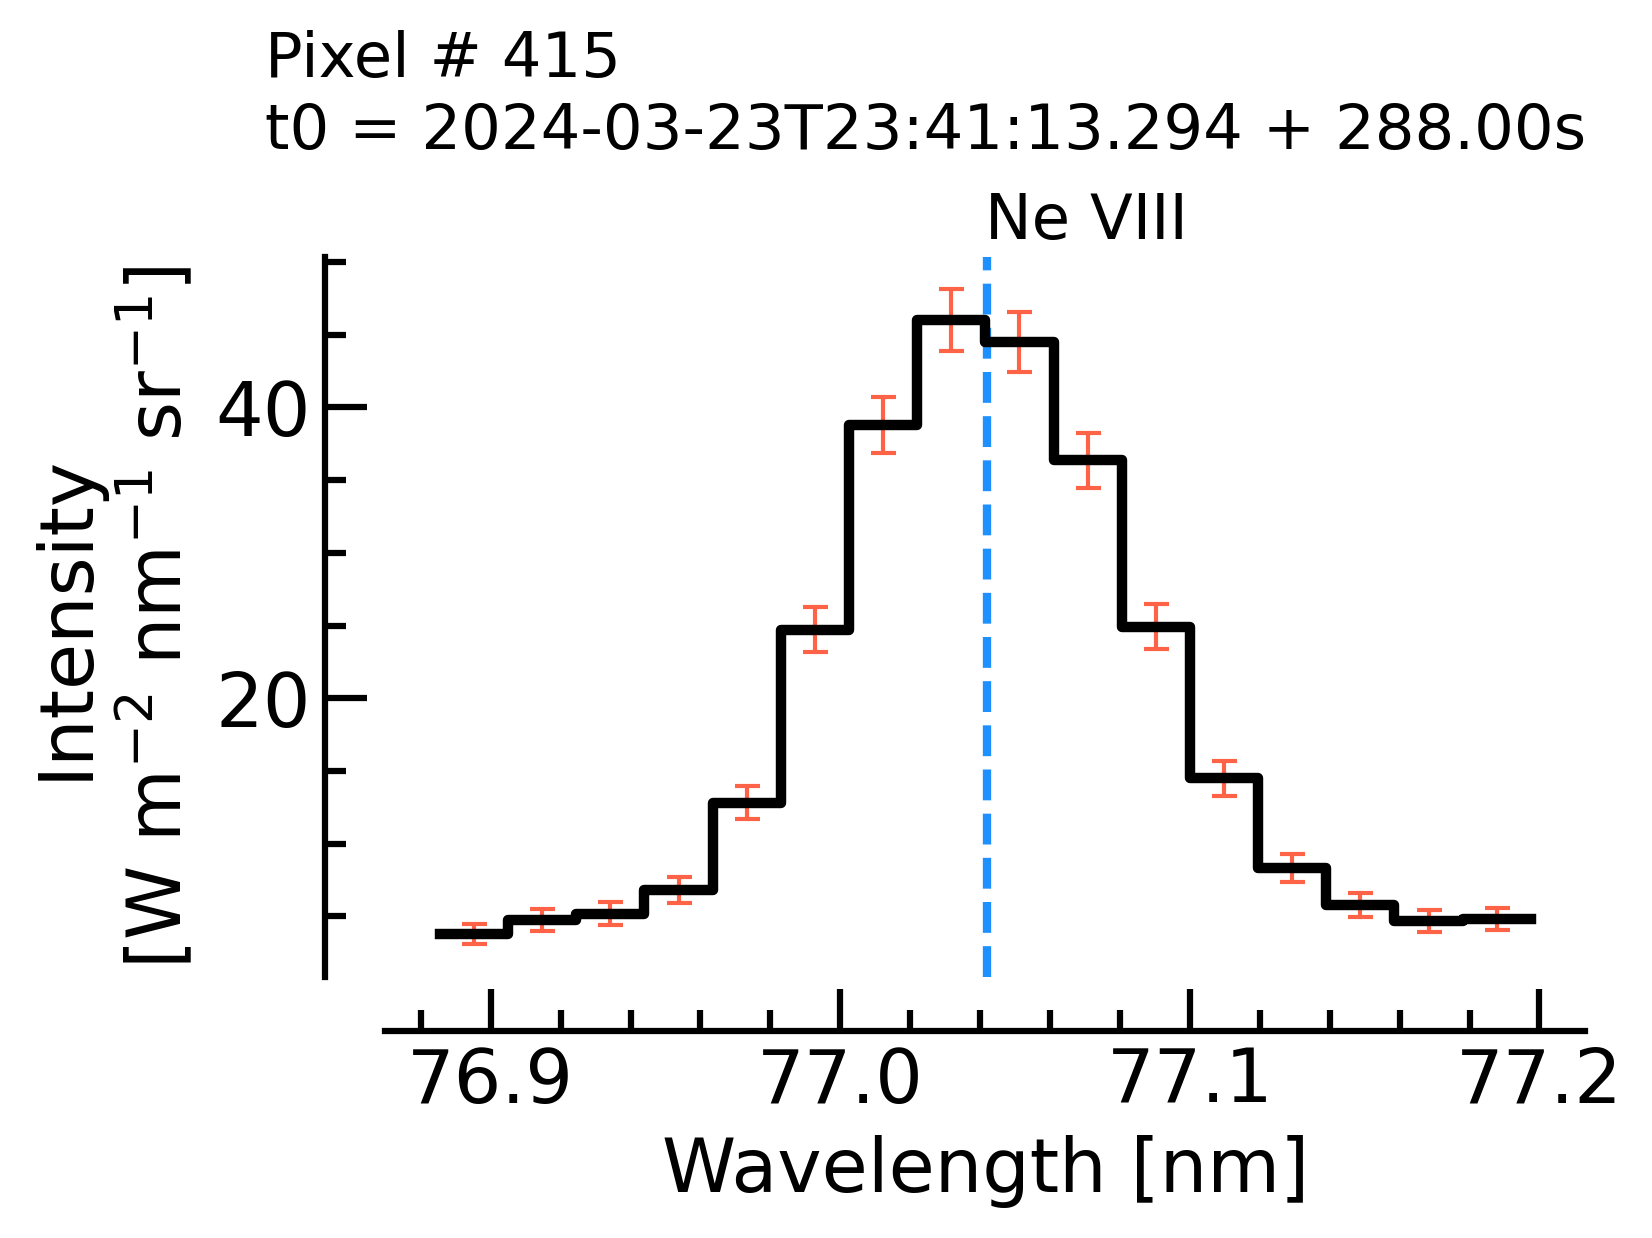 Pixel # 415
t0 = 2024-03-23T23:41:13.294 + 288.00s
Ne VIII
Intensity
[W m⁻² nm⁻¹ sr⁻¹]
40
20
76.9 77.0 77.1 77.2
Wavelength [nm]